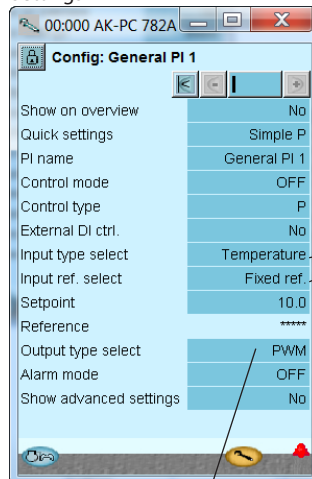 00:000 AK-PC 782A
Config: General PI 1
Show on overview No
Quick settings Simple P
PI name General PI 1
Control mode OFF
Control type P
External DI ctrl. No
Input type select Temperature
Input ref. select Fixed ref.
Setpoint 10.0
Reference *****
Output type select PWM
Alarm mode OFF
Show advanced settings No